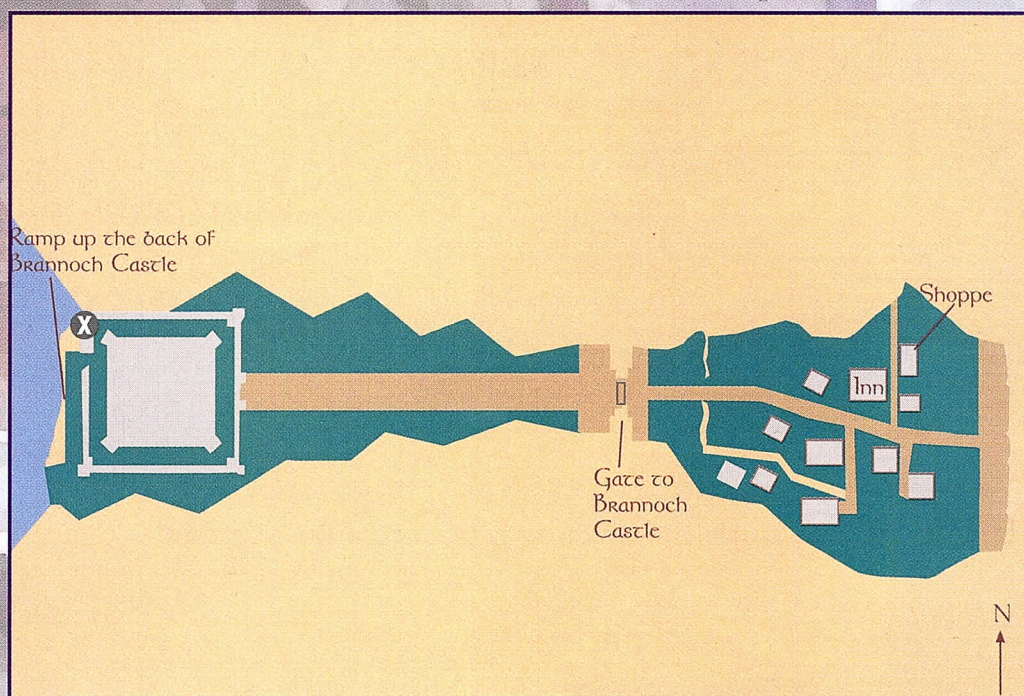 Ramp up the back of
Brannoch Castle
X
Shoppe
Inn
Gate to
Brannoch
Castle
N